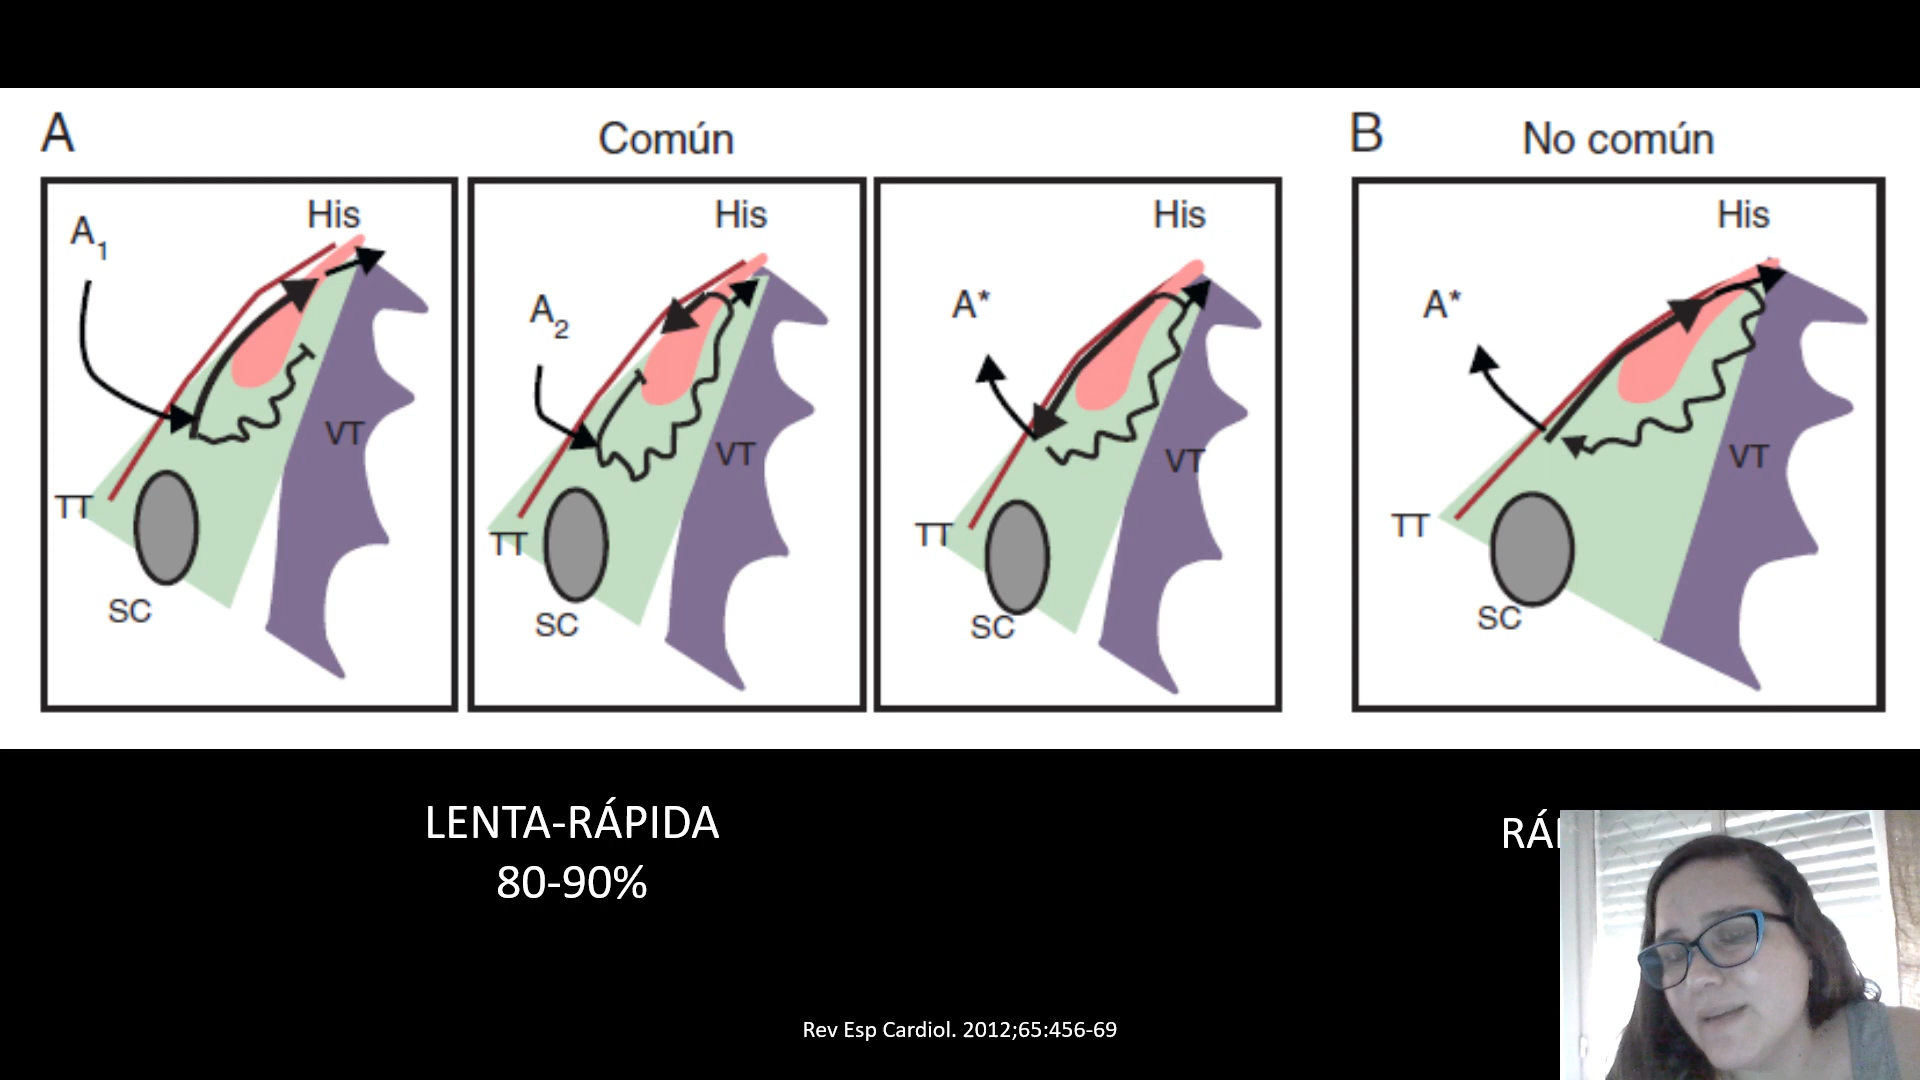 A
Común
B
No común
A1
His
VT
TT
SC
A2
His
VT
TT
SC
A*
His
VT
TT
SC
A*
His
VT
TT
SC
LENTA-RÁPIDA
80-90%
Rev Esp Cardiol. 2012;65:456-69